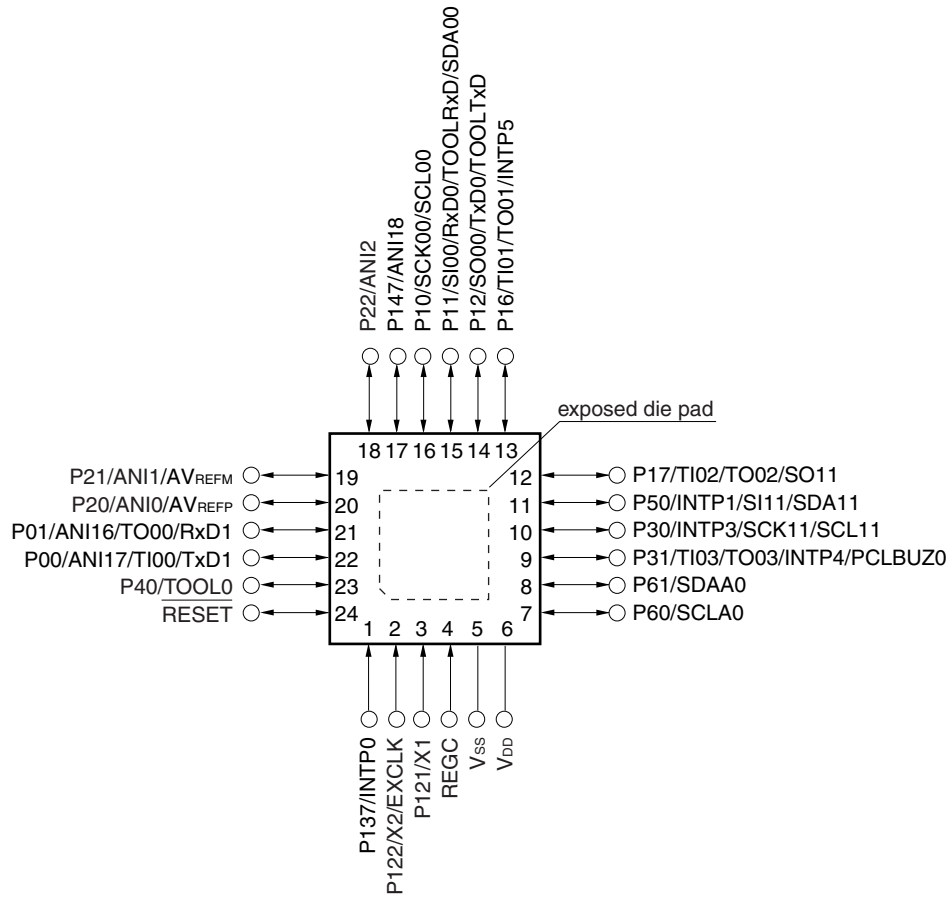 P22/ANI2
P147/ANI18
P10/SCK00/SCL00
P11/SI00/RxD0/TOOLRxD/SDA00
P12/SO00/TxD0/TOOLTxD
P16/TI01/TO01/INTP5
exposed die pad
18 17 16 15 14 13
P21/ANI1/AVREFM 19
P20/ANI0/AVREFP 20
P01/ANI16/TO00/RxD1 21
P00/ANI17/TI00/TxD1 22
P40/TOOL0 23
RESET 24
12 P17/TI02/TO02/SO11
11 P50/INTP1/SI11/SDA11
10 P30/INTP3/SCK11/SCL11
9 P31/TI03/TO03/INTP4/PCLBUZ0
8 P61/SDAA0
7 P60/SCLA0
1 2 3 4 5 6
P137/INTP0
P122/X2/EXCLK
P121/X1
REGC
VSS
VDD